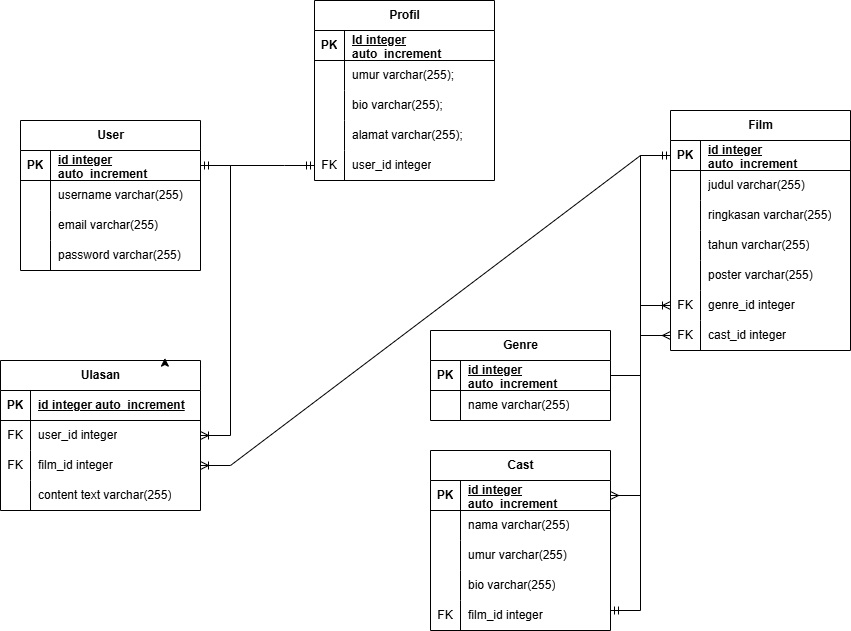 Profil
PK
Id integer
auto_increment
umur varchar(255);
bio varchar(255);
alamat varchar(255);
FK
user_id integer
User
PK
id integer
auto_increment
username varchar(255)
email varchar(255)
password varchar(255)
Film
PK
id integer
auto_increment
judul varchar(255)
ringkasan varchar(255)
tahun varchar(255)
poster varchar(255)
FK
genre_id integer
FK
cast_id integer
Ulasan
PK
id integer auto_increment
FK
user_id integer
FK
film_id integer
content text varchar(255)
Genre
PK
id integer
auto_increment
name varchar(255)
Cast
PK
id integer
auto_increment
nama varchar(255)
umur varchar(255)
bio varchar(255)
FK
film_id integer